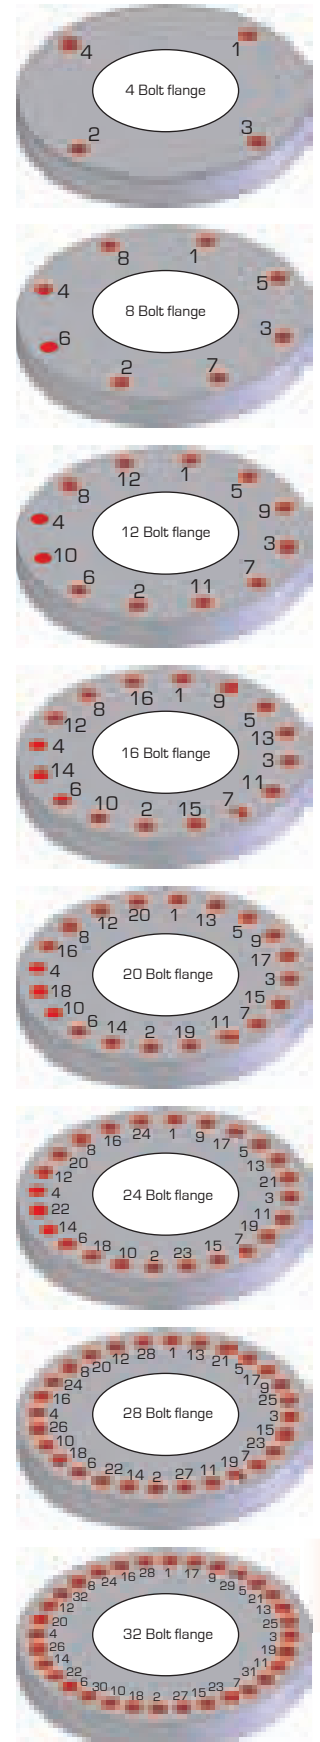 4 1
4 Bolt flange
2 3
8 1
4 5
8 Bolt flange
6 3
2 7
12 1
8 5
9
4 12 Bolt flange
10 3
6 7
2 11
16 1 9
12 8 5
4 13
16 Bolt flange
14 3
6 11
10 2 15 7
12 20 1 13
8 5
16 9
4 17
20 Bolt flange
18 3
10 15
6 7
14 2 19 11
16 24 1 9 17
8 5
20 13
12 21
4 24 Bolt flange 3
22 11
14 19
6 7
18 10 2 23 15
12 28 1 13 21
20 8 5
24 17
16 9 25
4 28 Bolt flange 3
26 15
10 23
18 7
6 22 14 2 27 11 19
24 16 28 1 17 9 29
8 5
32 21
12 13
20 25
4 32 Bolt flange 3
26 19
14 11
22 31
6 7
30 10 18 2 27 15 23